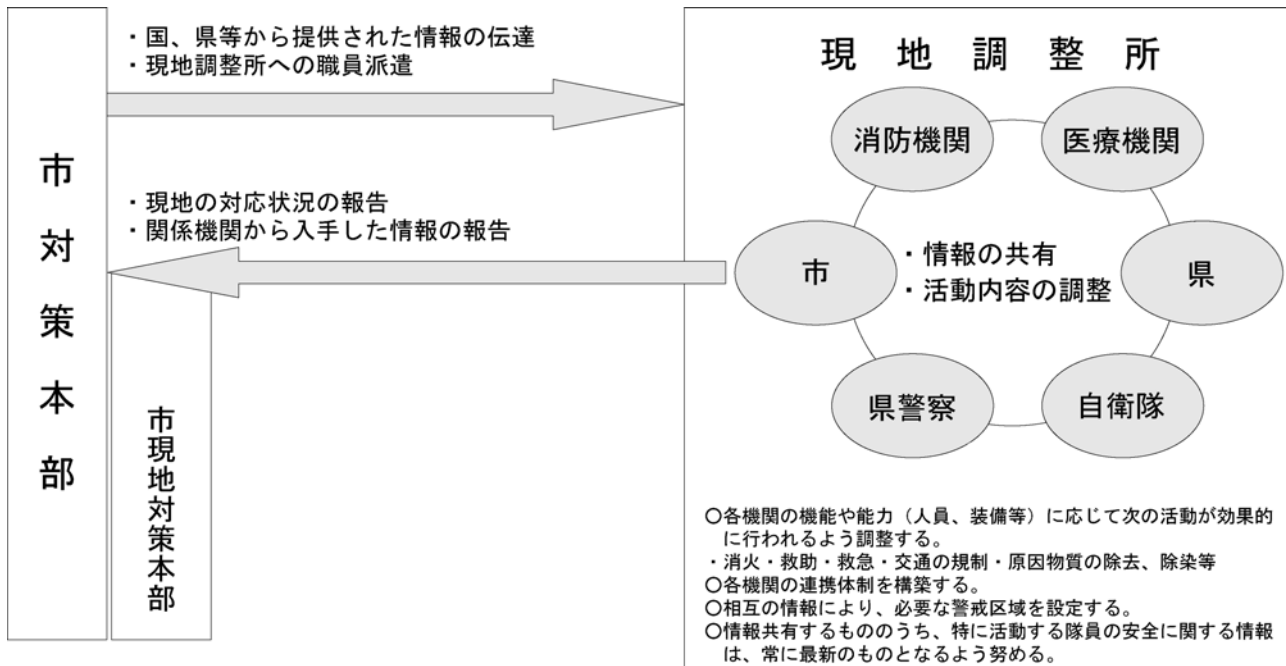 ・国、県等から提供された情報の伝達
・現地調整所への職員派遣
市対策本部
・現地の対応状況の報告
・関係機関から入手した情報の報告
市現地対策本部
現地調整所
消防機関
医療機関
市
・情報の共有
・活動内容の調整
県
県警察
自衛隊
〇各機関の機能や能力（人員、装備等）に応じて次の活動が効果的
に行われるよう調整する。
・消火・救助・救急・交通の規制・原因物質の除去、除染等
〇各機関の連携体制を構築する。
〇相互の情報により、必要な警戒区域を設定する。
〇情報共有するもののうち、特に活動する隊員の安全に関する情報
は、常に最新のものとなるよう努める。